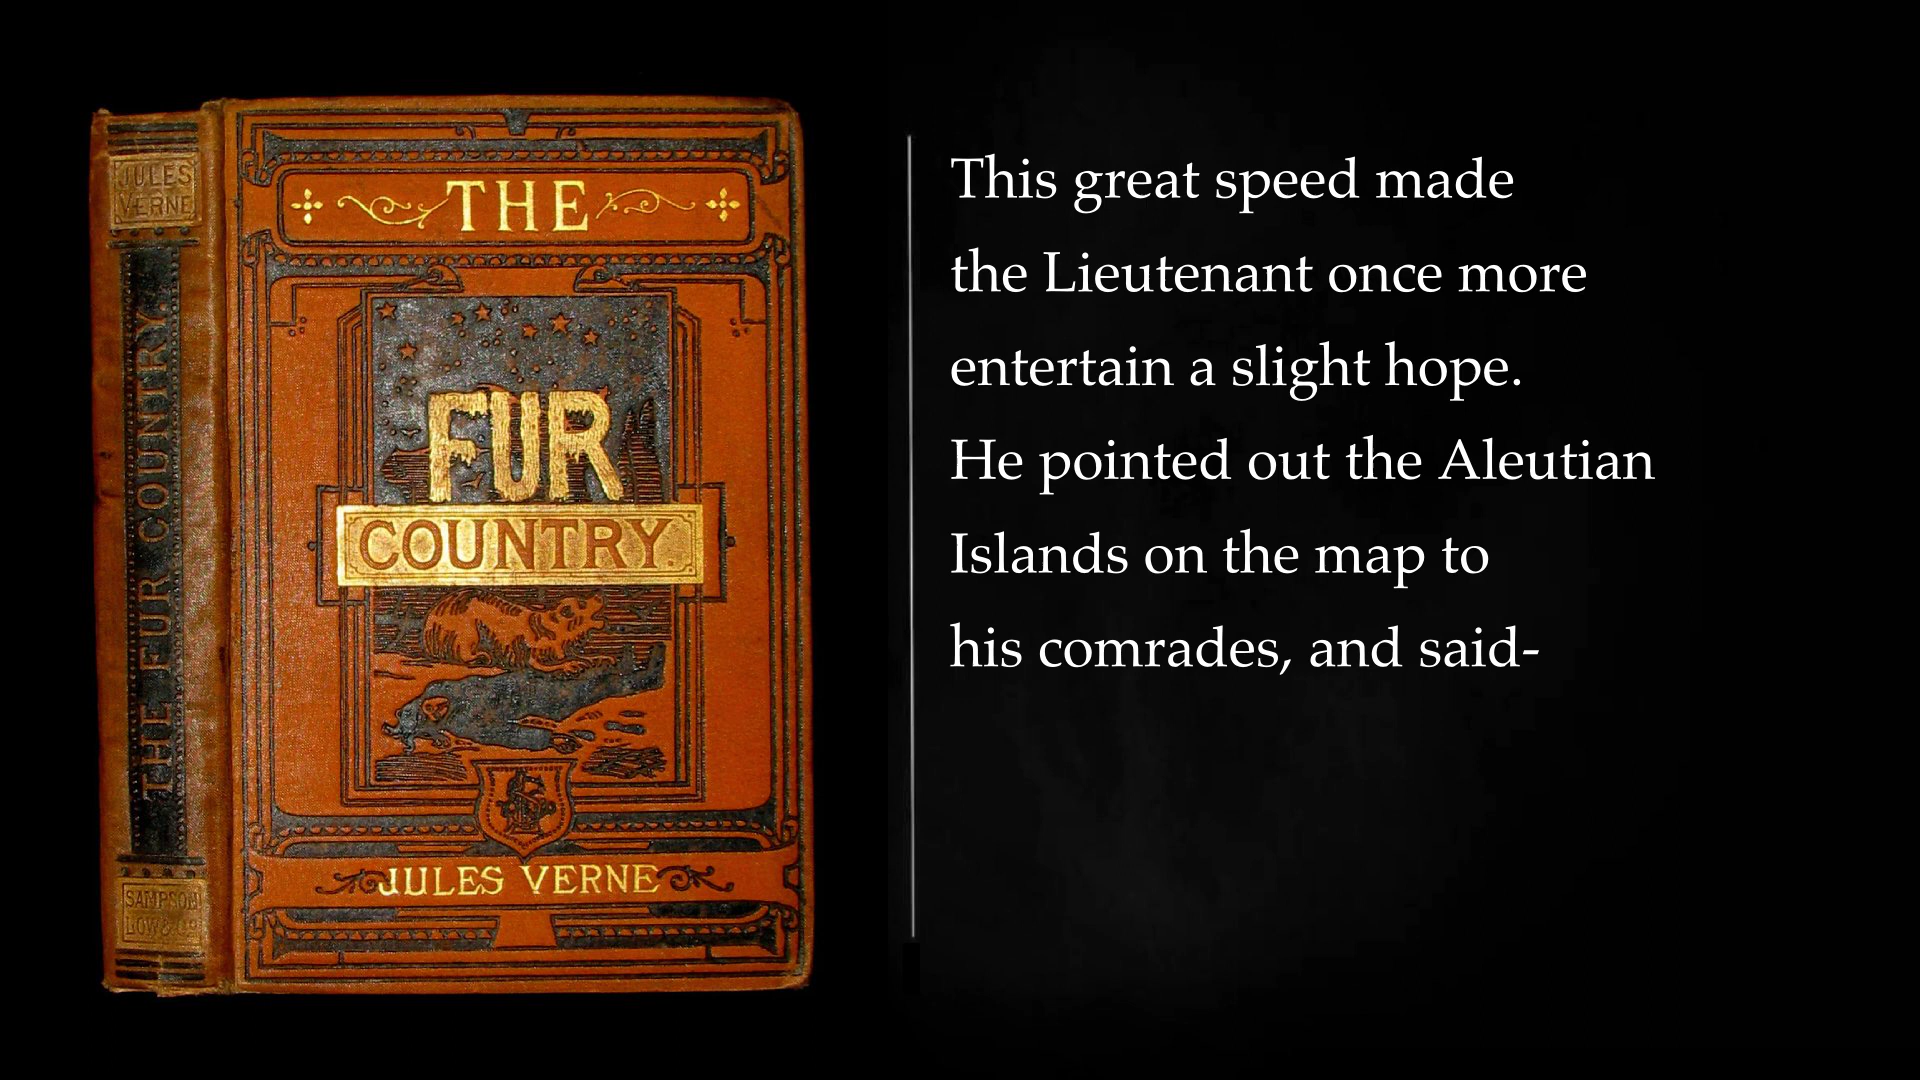 JULES
VERNE
THE FUR COUNTRY.
SAMPSON
LOW & Co
THE
FUR
COUNTRY.
JULES VERNE
This great speed made
the Lieutenant once more
entertain a slight hope.
He pointed out the Aleutian
Islands on the map to
his comrades, and said-